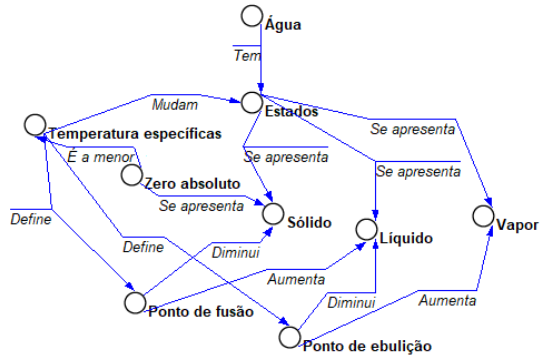 Água
Tem
Mudam
Estados
Se apresenta
Temperatura específicas
É a menor
Se apresenta
Se apresenta
Zero absoluto
Se apresenta
Define
Sólido
Líquido
Vapor
Define
Diminui
Aumenta
Ponto de fusão
Diminui
Aumenta
Ponto de ebulição